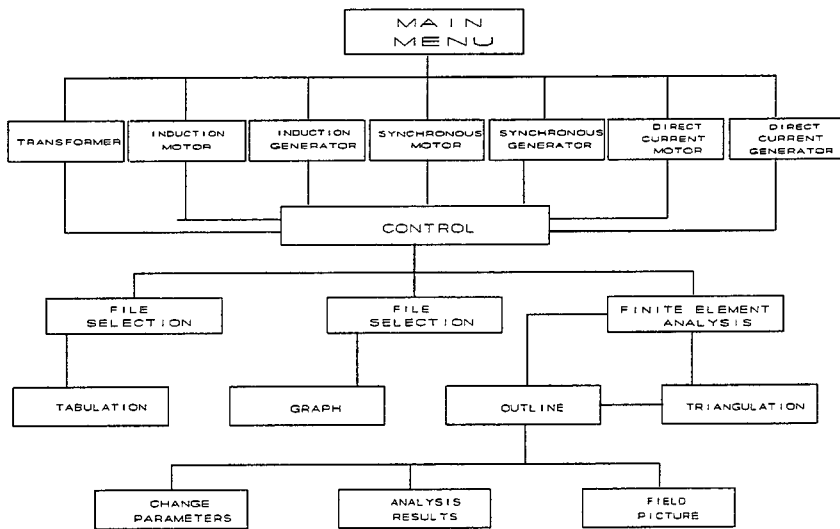 MAIN
MENU
TRANSFORMER
INDUCTION
MOTOR
INDUCTION
GENERATOR
SYNCHRONOUS
MOTOR
SYNCHRONOUS
GENERATOR
DIRECT
CURRENT
MOTOR
DIRECT
CURRENT
GENERATOR
CONTROL
FILE
SELECTION
FILE
SELECTION
FINITE ELEMENT
ANALYSIS
TABULATION
GRAPH
OUTLINE
TRIANGULATION
CHANGE
PARAMETERS
ANALYSIS
RESULTS
FIELD
PICTURE